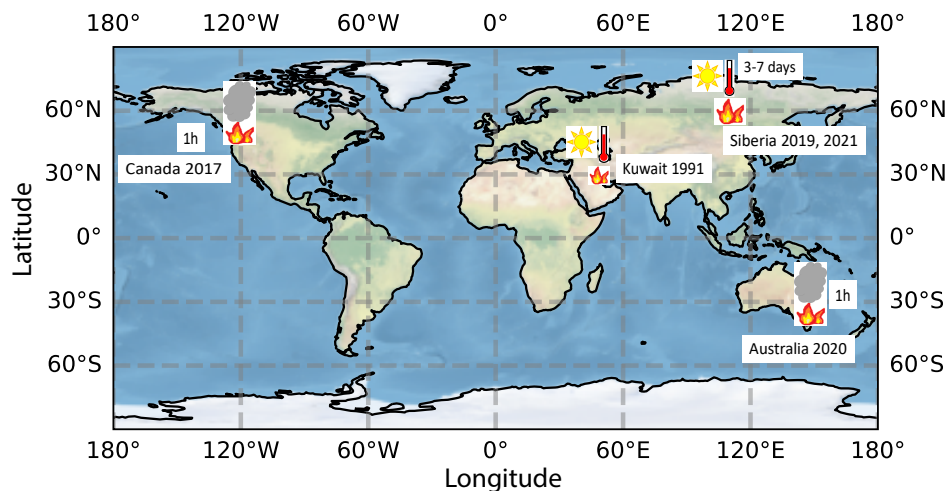 180° 120°W 60°W 0° 60°E 120°E 180°
3-7 days
60°N 60°N
1h Siberia 2019, 2021
Canada 2017 Kuwait 1991
30°N 30°N
Latitude
0° 0°
1h
30°S 30°S
Australia 2020
60°S 60°S
180° 120°W 60°W 0° 60°E 120°E 180°
Longitude